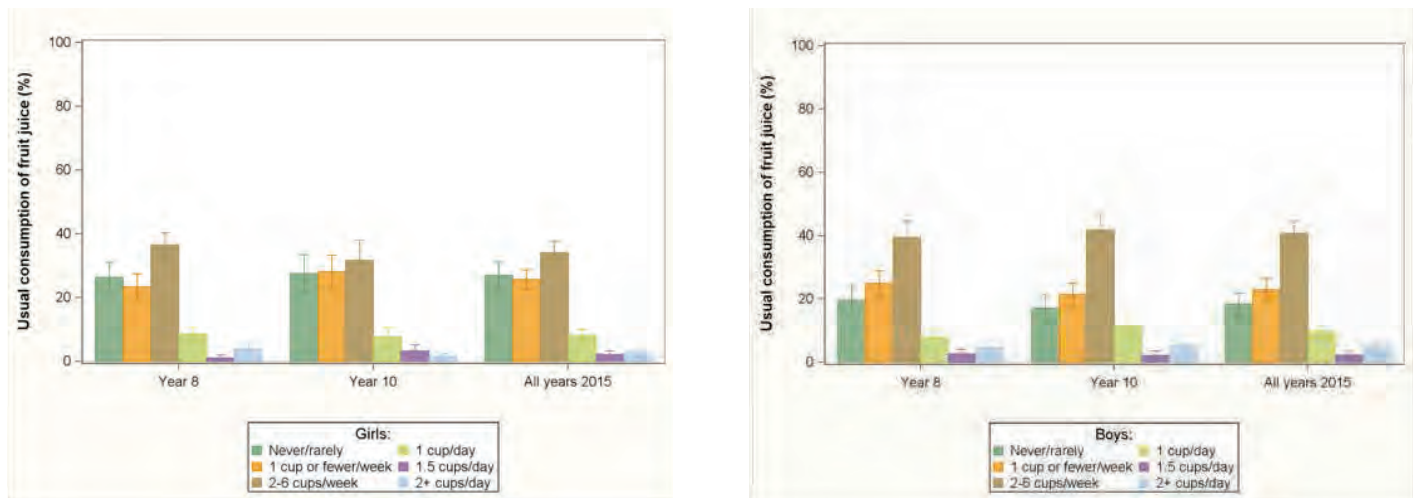 Usual consumption of fruit juice (%)
100
80
60
40
20
0
Year 8 Year 10 All years 2015
Girls:
Never/rarely 1 cup/day
1 cup or fewer/week 1.5 cups/day
2-6 cups/week 2+ cups/day
Usual consumption of fruit juice (%)
100
80
60
40
20
0
Year 8 Year 10 All years 2015
Boys:
Never/rarely 1 cup/day
1 cup or fewer/week 1.5 cups/day
2-6 cups/week 2+ cups/day